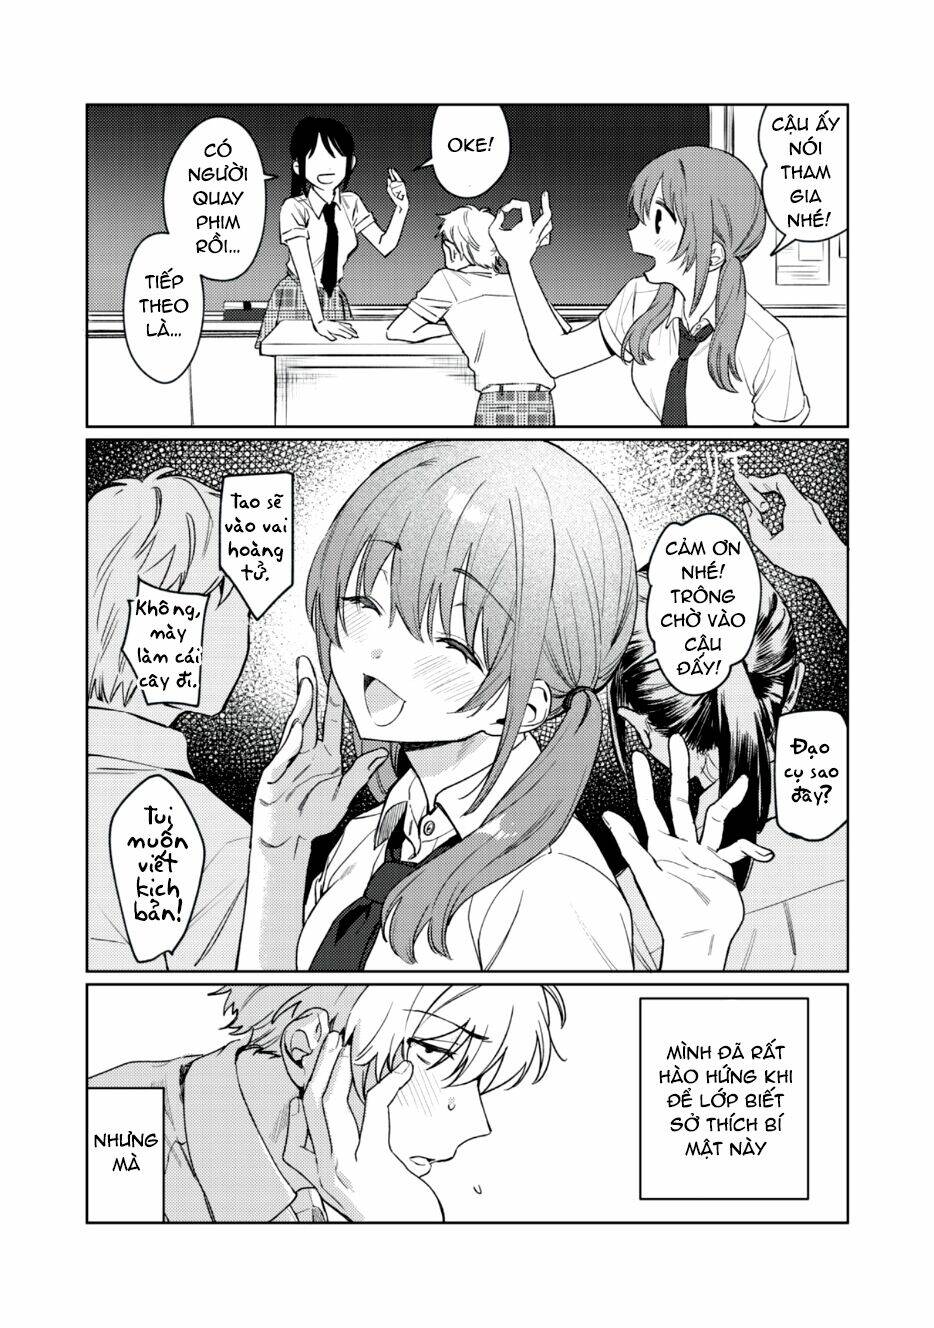 CẬU ẤY
NÓI
THAM
GIA
NHÉ!
OKE!
CÓ
NGƯỜI
QUAY
PHIM
RỒI...
TIẾP
THEO
LÀ...
CẢM ƠN
NHÉ!
TRÔNG
CHỜ VÀO
CẬU
ĐẤY!
Tao sẽ
vào vai
hoàng
tử.
Không,
mày
làm cái
cây đi.
Đạo
cụ sao
đây?
Tui
muốn
viết
kịch
bản!
MÌNH ĐÃ RẤT
HÀO HỨNG KHI
ĐỂ LỚP BIẾT
SỞ THÍCH BÍ
MẬT NÀY
NHƯNG
MÀ